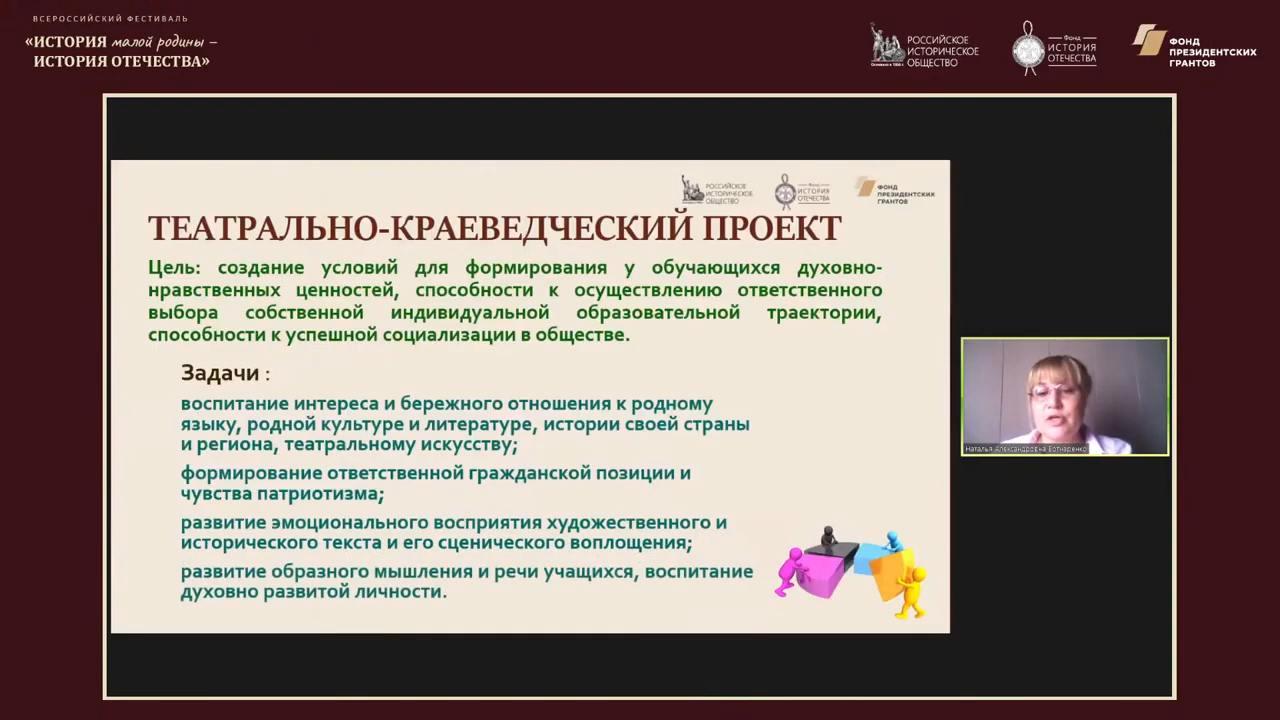 ВСЕРОССИЙСКИЙ ФЕСТИВАЛЬ
«ИСТОРИЯ малой родины –
ИСТОРИЯ ОТЕЧЕСТВА»
РОССИЙСКОЕ
ИСТОРИЧЕСКОЕ
ОБЩЕСТВО
Фонд
ИСТОРИЯ
ОТЕЧЕСТВА
ФОНД
ПРЕЗИДЕНТСКИХ
ГРАНТОВ
РОССИЙСКОЕ
ИСТОРИЧЕСКОЕ
ОБЩЕСТВО
Фонд
ИСТОРИЯ
ОТЕЧЕСТВА
ФОНД
ПРЕЗИДЕНТСКИХ
ГРАНТОВ
ТЕАТРАЛЬНО-КРАЕВЕДЧЕСКИЙ ПРОЕКТ
Цель: создание условий для формирования у обучающихся духовно-
нравственных ценностей, способности к осуществлению ответственного
выбора собственной индивидуальной образовательной траектории,
способности к успешной социализации в обществе.
Задачи :
воспитание интереса и бережного отношения к родному
языку, родной культуре и литературе, истории своей страны
и региона, театральному искусству;
формирование ответственной гражданской позиции и
чувства патриотизма;
развитие эмоционального восприятия художественного и
исторического текста и его сценического воплощения;
развитие образного мышления и речи учащихся, воспитание
духовно развитой личности.
Наталья Александровна Ботнаренко